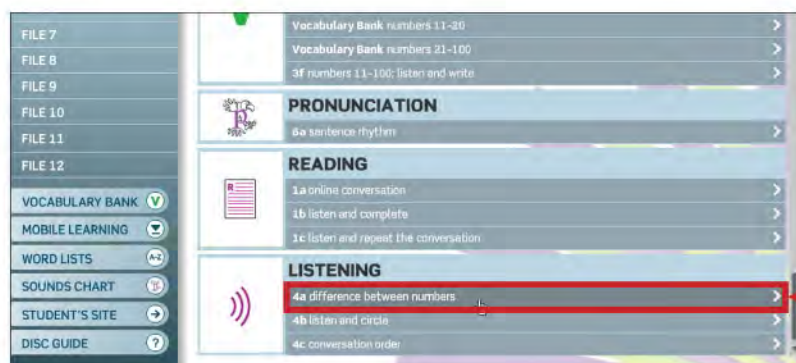 FILE 7
FILE 8
FILE 9
FILE 10
FILE 11
FILE 12
VOCABULARY BANK V
MOBILE LEARNING
WORD LISTS A-Z
SOUNDS CHART
STUDENT'S SITE
DISC GUIDE ?
Vocabulary Bank numbers 11-20
Vocabulary Bank numbers 21-100
3f numbers 11-100; listen and write
PRONUNCIATION
6a sentence rhythm
READING
1a online conversation
1b listen and complete
1c listen and repeat the conversation
LISTENING
4a difference between numbers
4b listen and circle
4c conversation order